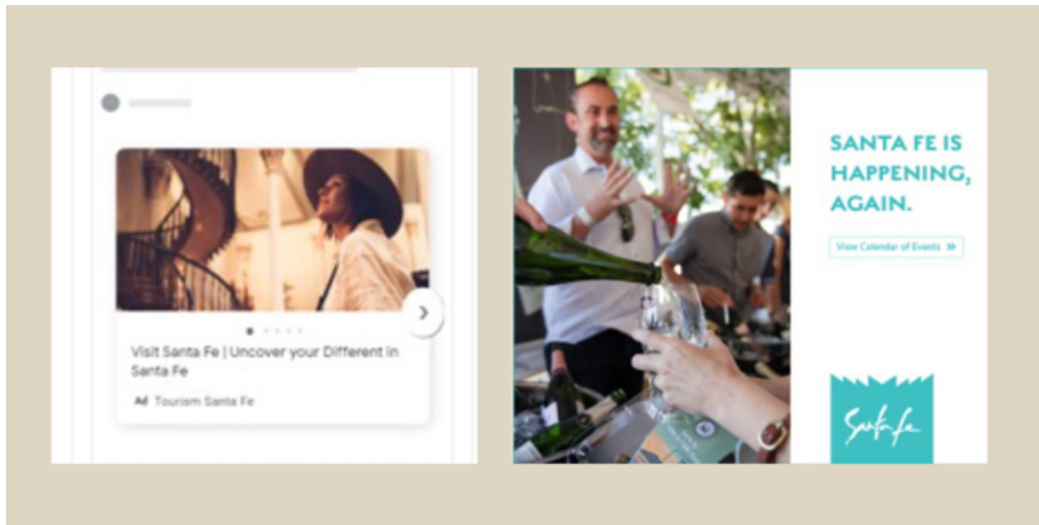 Visit Santa Fe | Uncover your Different in
Santa Fe
Ad Tourism Santa Fe
SANTA FE IS
HAPPENING,
AGAIN.
View Calendar of Events »
Santa Fe